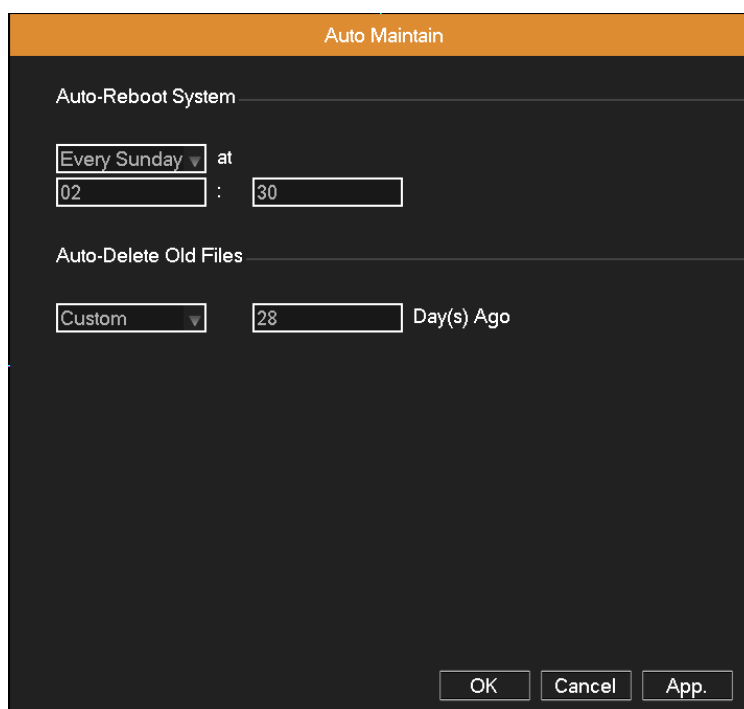 Auto Maintain
Auto-Reboot System
Every Sunday at
02 : 30
Auto-Delete Old Files
Custom 28 Day(s) Ago
OK Cancel App.